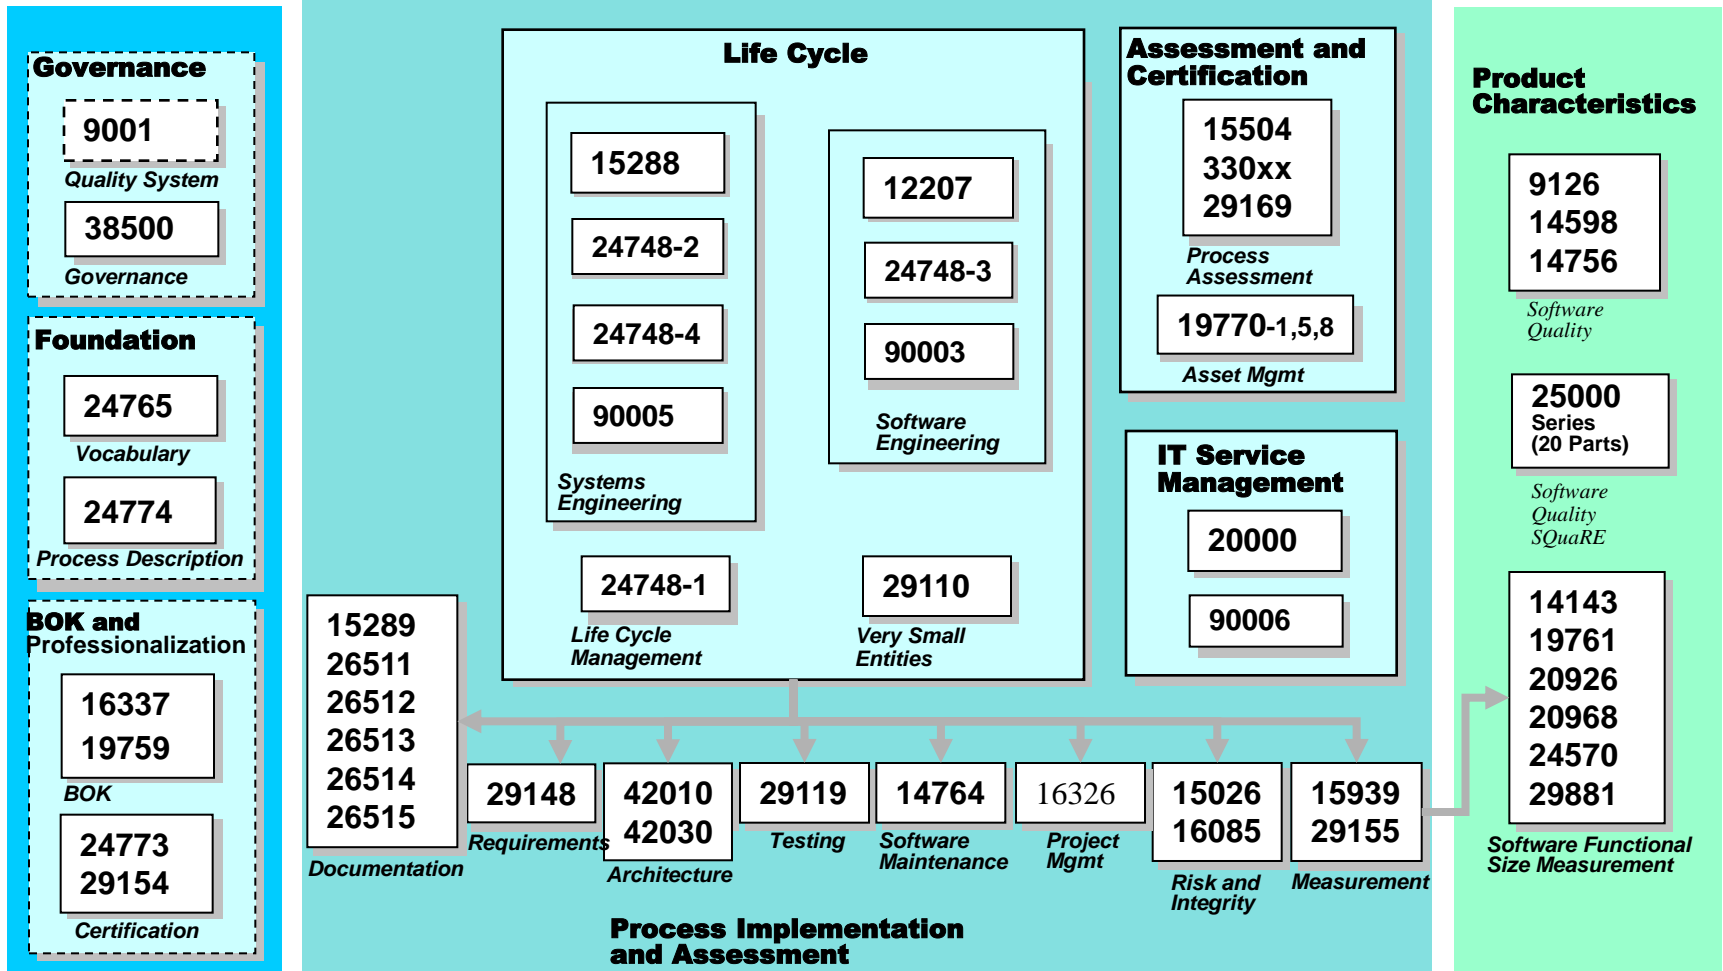 Governance
9001
Quality System
38500
Governance
Foundation
24765
Vocabulary
24774
Process Description
BOK and
Professionalization
16337
19759
BOK
24773
29154
Certification
Life Cycle
15288
24748-2
24748-4
90005
Systems
Engineering
12207
24748-3
90003
Software
Engineering
24748-1
Life Cycle
Management
29110
Very Small
Entities
Assessment and
Certification
15504
330xx
29169
Process
Assessment
19770-1,5,8
Asset Mgmt
IT Service
Management
20000
90006
15289
26511
26512
26513
26514
26515
Documentation
29148
Requirements
42010
42030
Architecture
29119
Testing
14764
Software
Maintenance
16326
Project
Mgmt
15026
16085
Risk and
Integrity
15939
29155
Measurement
Process Implementation
and Assessment
Product
Characteristics
9126
14598
14756
Software
Quality
25000
Series
(20 Parts)
Software
Quality
SQuaRE
14143
19761
20926
20968
24570
29881
Software Functional
Size Measurement